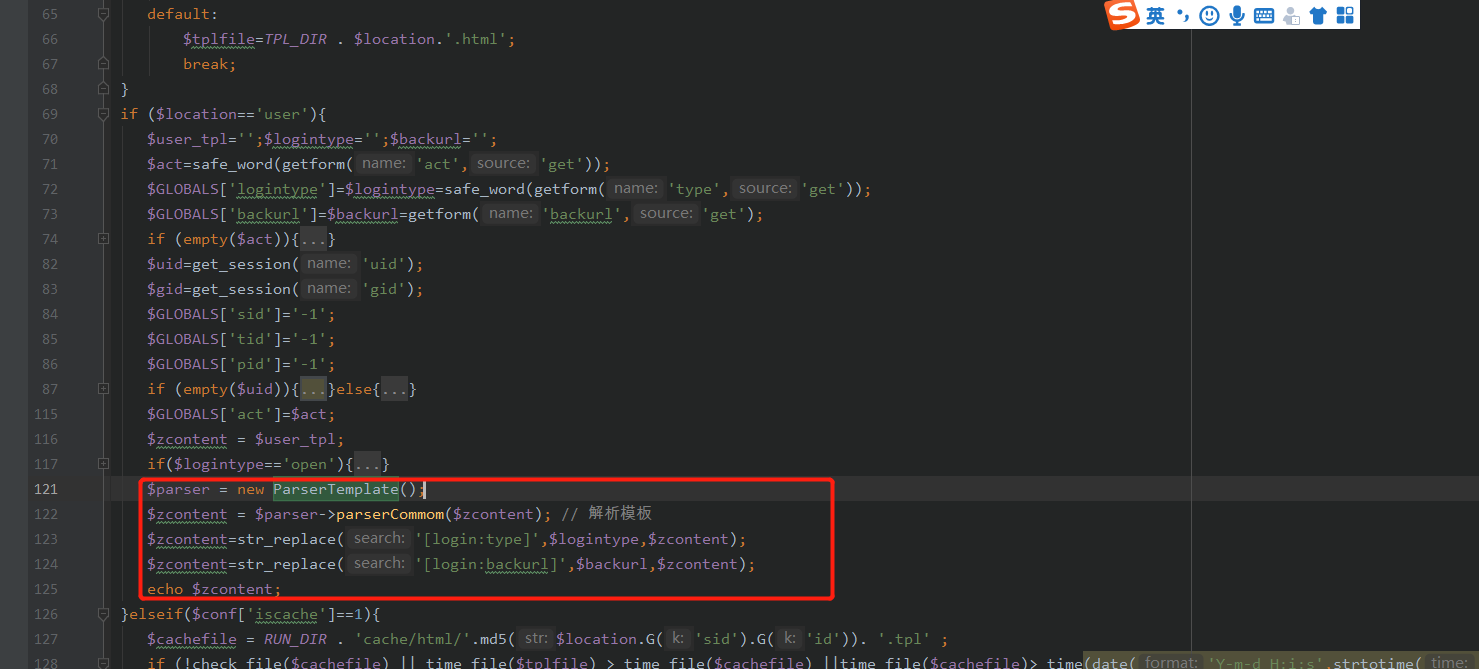 英
65 default:
66 $tplfile=TPL_DIR . $location.'.html';
67 break;
68 }
69 if ($location=='user'){
70 $user_tpl='';$logintype='';$backurl='';
71 $act=safe_word(getform( name: 'act', source: 'get'));
72 $GLOBALS['logintype']=$logintype=safe_word(getform( name: 'type', source: 'get'));
73 $GLOBALS['backurl']=$backurl=getform( name: 'backurl', source: 'get');
74 if (empty($act)){...}
82 $uid=get_session( name: 'uid');
83 $gid=get_session( name: 'gid');
84 $GLOBALS['sid']='-1';
85 $GLOBALS['tid']='-1';
86 $GLOBALS['pid']='-1';
87 if (empty($uid)){...}else{...}
115 $GLOBALS['act']=$act;
116 $zcontent = $user_tpl;
117 if($logintype=='open'){...}
121 $parser = new ParserTemplate();
122 $zcontent = $parser->parserCommom($zcontent); // 解析模板
123 $zcontent=str_replace( search: '[login:type]',$logintype,$zcontent);
124 $zcontent=str_replace( search: '[login:backurl]',$backurl,$zcontent);
125 echo $zcontent;
126 }elseif($conf['iscache']==1){
127 $cachefile = RUN_DIR . 'cache/html/'.md5( str: $location.G( k: 'sid').G( k: 'id')). '.tpl' ;
128 if (!check_file($cachefile) || time_file($tplfile) > time_file($cachefile) ||time_file($cachefile)> time(date( format: 'Y-m-d H:i:s',strtotime( time: